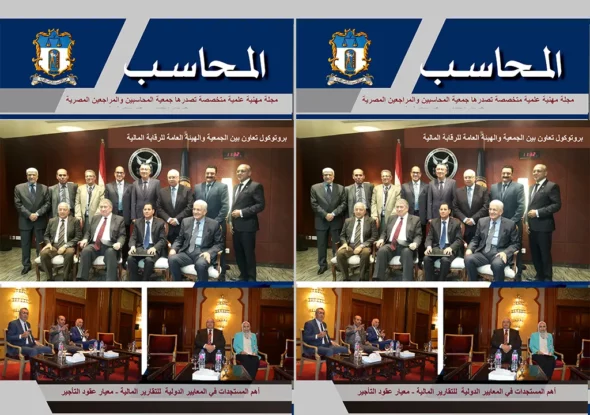 المحاسب
مجلة مهنية علمية متخصصة تصدرها جمعية المحاسبين والمراجعين المصرية
بروتوكول تعاون بين الجمعية والهيئة العامة للرقابة المالية
أهم المستجدات في المعايير الدولية للتقارير المالية - معيار عقود التأجير
المحاسب
مجلة مهنية علمية متخصصة تصدرها جمعية المحاسبين والمراجعين المصرية
بروتوكول تعاون بين الجمعية والهيئة العامة للرقابة المالية
أهم المستجدات في المعايير الدولية للتقارير المالية - معيار عقود التأجير